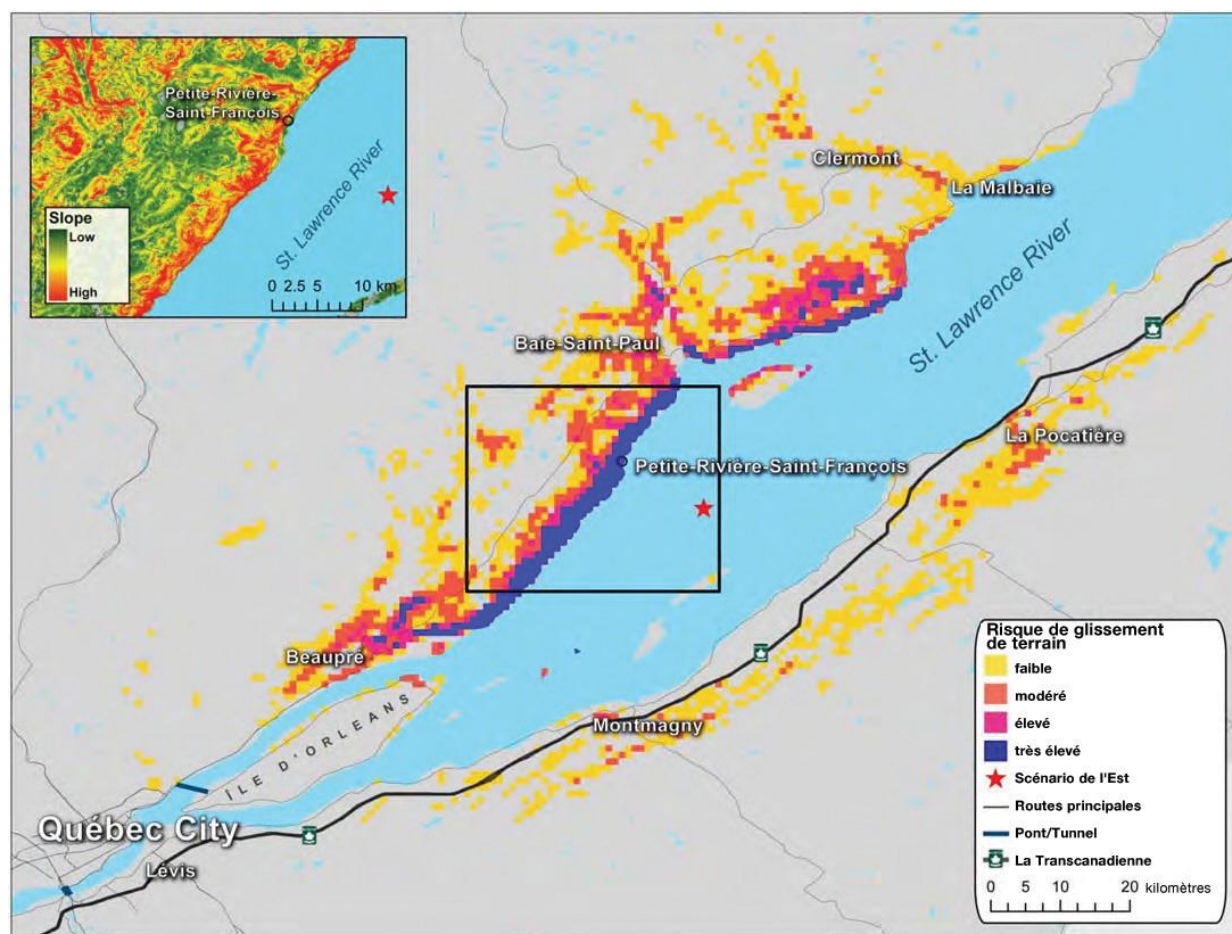 Petite-Rivière-
Saint François
St. Lawrence River
Slope
Low
High
0 2.5 5 10 km
Clermont
La Malbaie
St. Lawrence River
Baie-Saint-Paul
La Pocatière
Petite-Rivière-Saint-François
Beaupré
ÎLE D'ORLEANS
Montmagny
Québec City
Lévis
Risque de glissement
de terrain
faible
modéré
élevé
très élevé
Scénario de l'Est
Routes principales
Pont/Tunnel
La Transcanadienne
0 5 10 20 kilomètres